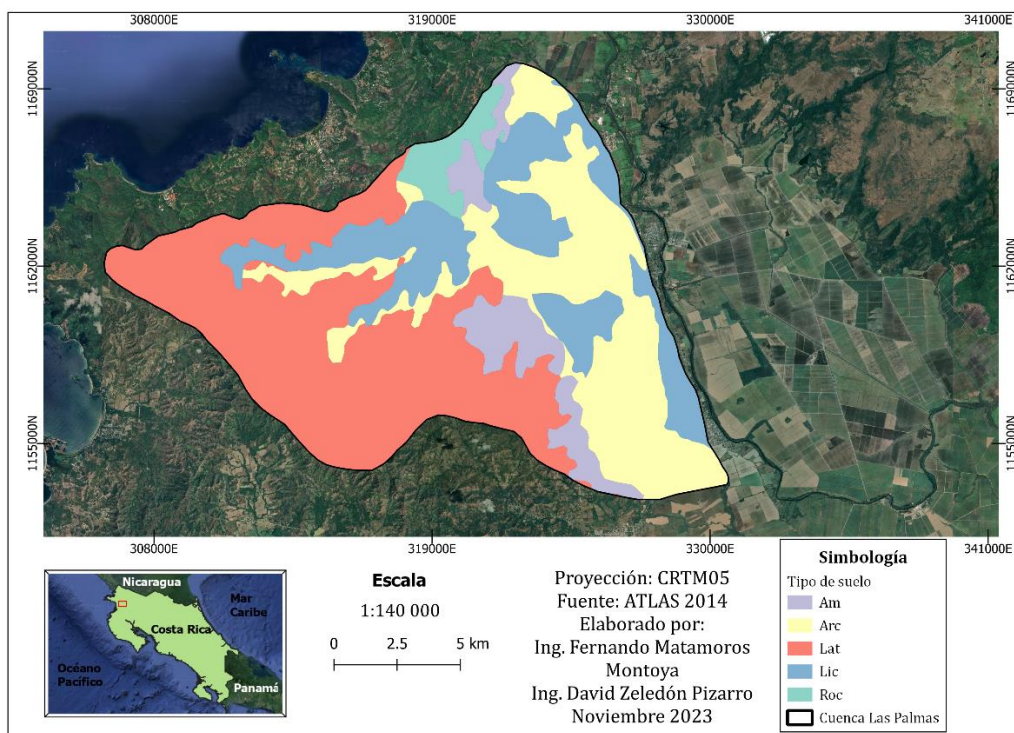 308000E
319000E
330000E
341000E
1169000N
1169000N
1162000N
1162000N
1155000N
1155000N
308000E
319000E
330000E
341000E
Nicaragua
Mar
Caribe
Costa Rica
Océano
Pacífico
Panamá
Escala
1:140 000
0 2.5 5 km
Proyección: CRTM05
Fuente: ATLAS 2014
Elaborado por:
Ing. Fernando Matamoros
Montoya
Ing. David Zeledón Pizarro
Noviembre 2023
Simbología
Tipo de suelo
Am
Arc
Lat
Lic
Roc
Cuenca Las Palmas